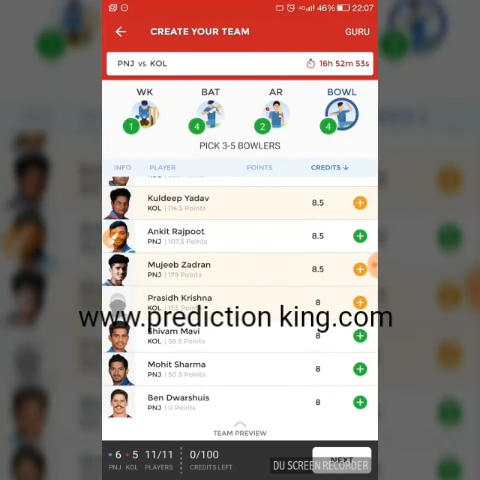 46% 22:07
CREATE YOUR TEAM GURU
PNJ vs KOL 16h 52m 53s
WK BAT AR BOWL
1 4 2 4
PICK 3-5 BOWLERS
INFO PLAYER POINTS CREDITS ↓
Kuldeep Yadav
KOL | 114.5 Points 8.5
Ankit Rajpoot
PNJ | 107.5 Points 8.5
Mujeeb Zadran
PNJ | 179 Points 8.5
Prasidh Krishna
KOL 8
www.prediction king.com
Shivam Mavi
KOL | 58.5 Points 8
Mohit Sharma
PNJ | 50.5 Points 8
Ben Dwarshuis
PNJ | 0 Points 8
TEAM PREVIEW
6 5 11/11 0/100
PNJ KOL PLAYERS CREDITS LEFT
NEXT
DU SCREEN RECORDER